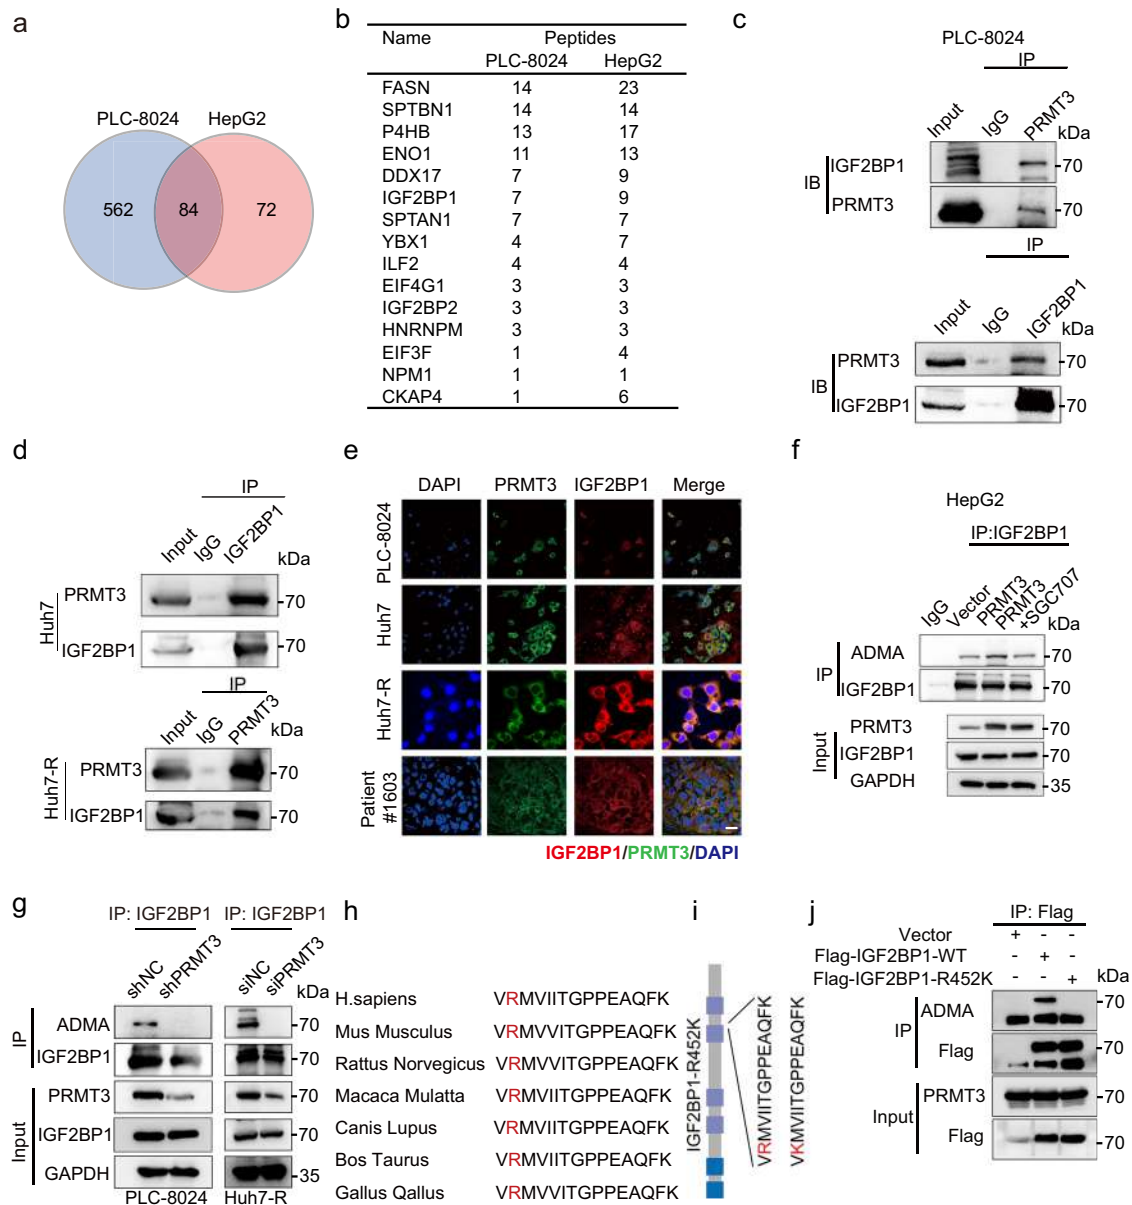 a
PLC-8024 HepG2
562 84 72
b
Name Peptides
PLC-8024 HepG2
FASN 14 23
SPTBN1 14 14
P4HB 13 17
ENO1 11 13
DDX17 7 9
IGF2BP1 7 9
SPTAN1 7 7
YBX1 4 7
ILF2 4 4
EIF4G1 3 3
IGF2BP2 3 3
HNRNPM 3 3
EIF3F 1 4
NPM1 1 1
CKAP4 1 6
c
PLC-8024
IP
Input IgG PRMT3 kDa
IB
IGF2BP1 -70
PRMT3 -70
IP
Input IgG IGF2BP1 kDa
IB
PRMT3 -70
IGF2BP1 -70
d
IP
Input IgG IGF2BP1 kDa
Huh7
PRMT3 -70
IGF2BP1 -70
IP
Input IgG PRMT3 kDa
Huh7-R
PRMT3 -70
IGF2BP1 -70
e
DAPI PRMT3 IGF2BP1 Merge
PLC-8024
Huh7
Huh7-R
Patient
#1603
IGF2BP1/PRMT3/DAPI
f
HepG2
IP:IGF2BP1
IgG Vector PRMT3 PRMT3
+SGC707
kDa
IP
ADMA -70
IGF2BP1 -70
Input
PRMT3 -70
IGF2BP1 -70
GAPDH -35
g
IP: IGF2BP1 IP: IGF2BP1
shNC shPRMT3 siNC siPRMT3 kDa
IP
ADMA -70
IGF2BP1 -70
Input
PRMT3 -70
IGF2BP1 -70
GAPDH -35
PLC-8024 Huh7-R
h
H.sapiens VRMVIITGPPEAQFK
Mus Musculus VRMVVITGPPEAQFK
Rattus Norvegicus VRMVIITGPPEAQFK
Macaca Mulatta VRMVIITGPPEAQFK
Canis Lupus VRMVIITGPPEAQFK
Bos Taurus VRMVIITGPPEAQFK
Gallus Qallus VRMVIITGPPEAQFK
i
IGF2BP1-R452K
VRMVIITGPPEAQFK
VKMVIITGPPEAQFK
j
IP: Flag
Vector + - -
Flag-IGF2BP1-WT - + -
Flag-IGF2BP1-R452K - - + kDa
IP
ADMA -70
Flag -70
Input
PRMT3 -70
Flag -70